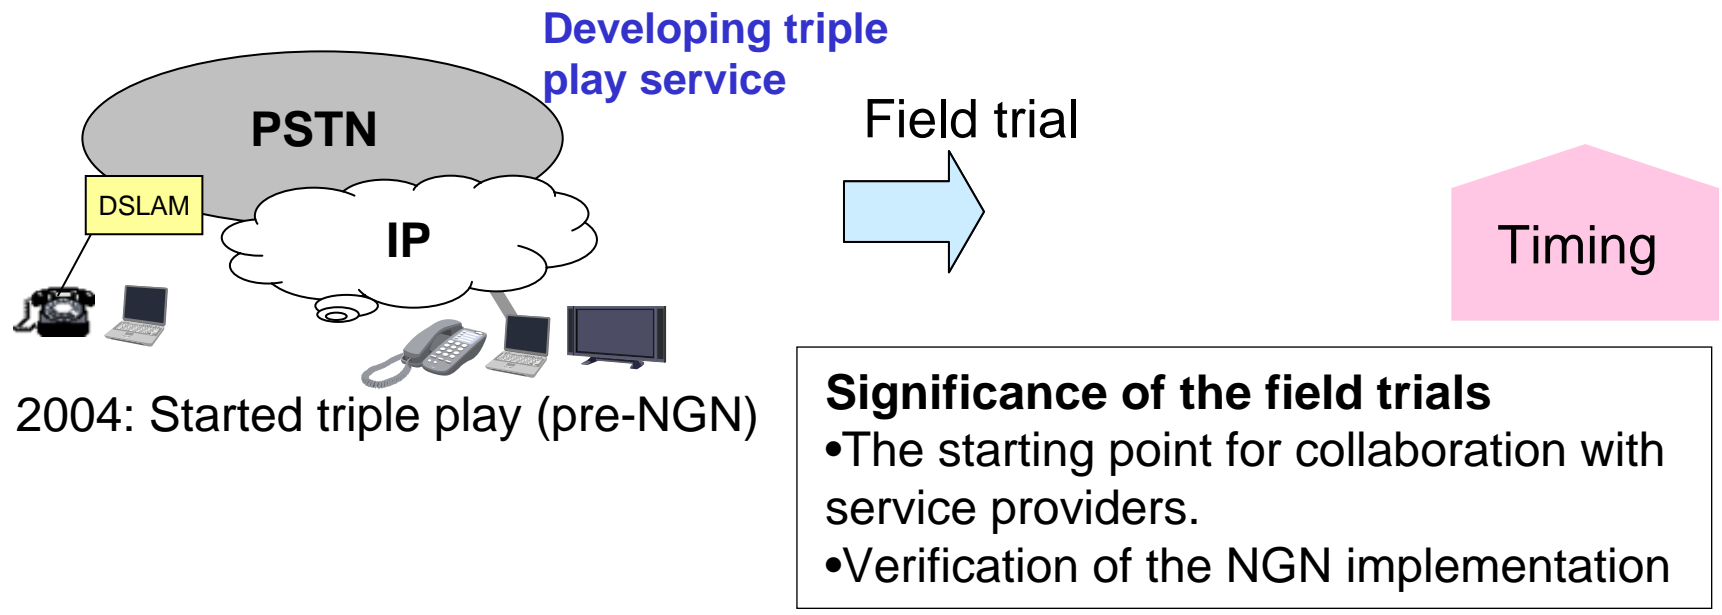 Developing triple
play service
PSTN
DSLAM
IP
Field trial
Timing
2004: Started triple play (pre-NGN)
Significance of the field trials
•The starting point for collaboration with
service providers.
•Verification of the NGN implementation